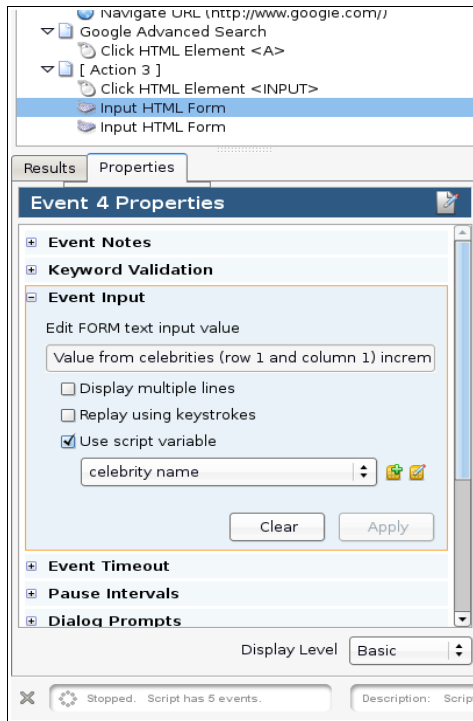 Navigate URL (http://www.google.com//)
Google Advanced Search
Click HTML Element <A>
[ Action 3 ]
Click HTML Element <INPUT>
Input HTML Form
Input HTML Form
Results Properties
Event 4 Properties
Event Notes
Keyword Validation
Event Input
Edit FORM text input value
Value from celebrities (row 1 and column 1) increm
Display multiple lines
Replay using keystrokes
Use script variable
celebrity name
Clear Apply
Event Timeout
Pause Intervals
Dialog Prompts
Display Level Basic
Stopped. Script has 5 events. Description: Scrip